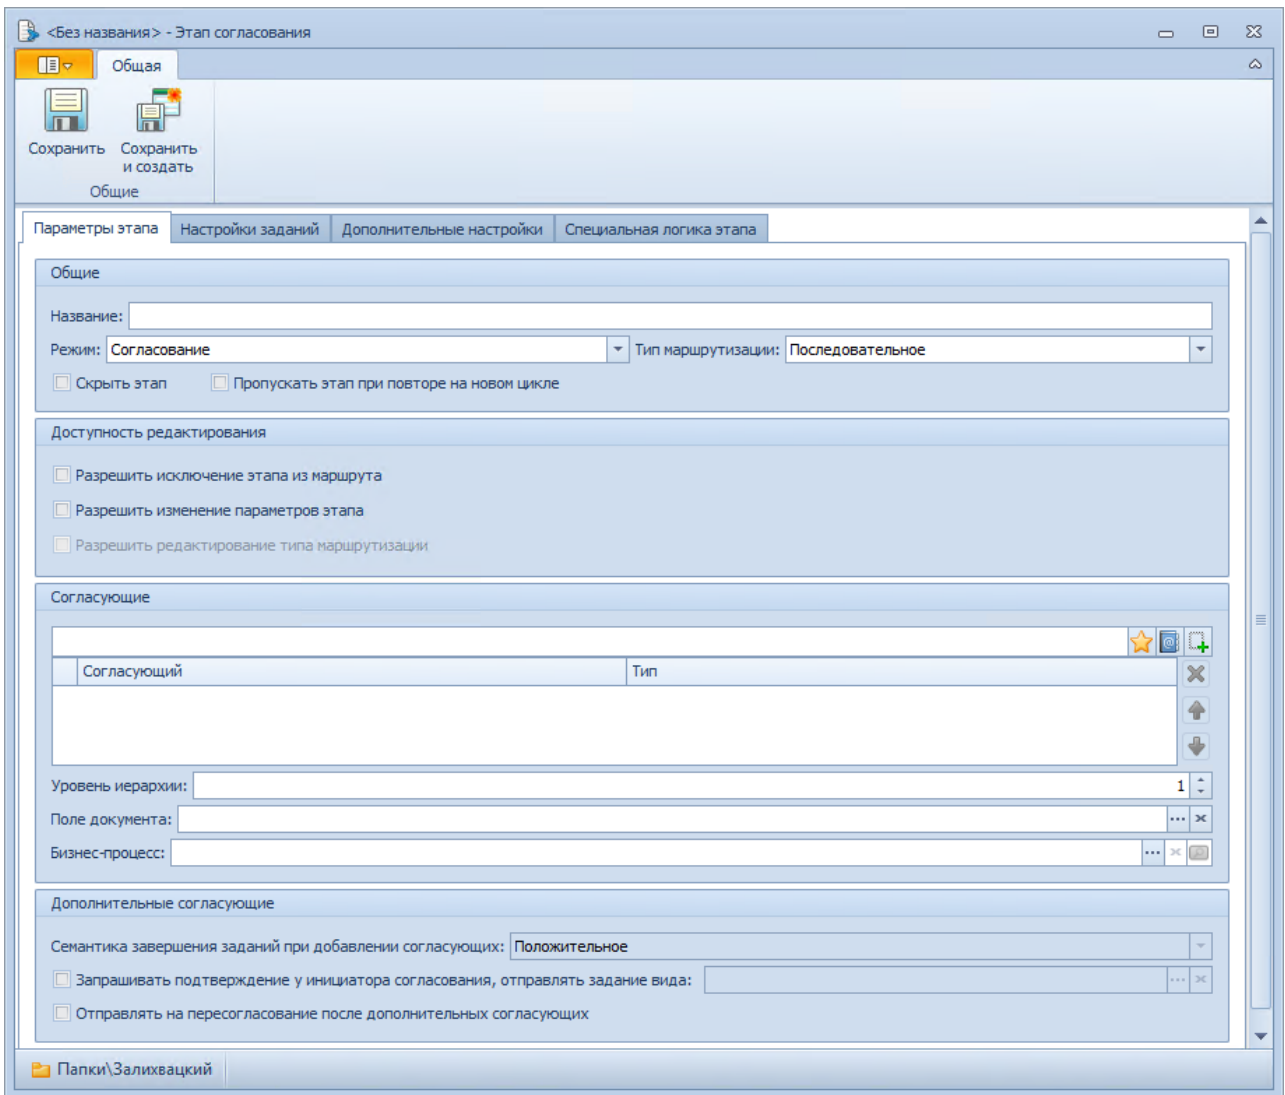 <Без названия> - Этап согласования
Общая
Сохранить
Сохранить и создать
Общие
Параметры этапа
Настройки заданий
Дополнительные настройки
Специальная логика этапа
Общие
Название:
Режим: Согласование
Тип маршрутизации: Последовательное
Скрыть этап
Пропускать этап при повторе на новом цикле
Доступность редактирования
Разрешить исключение этапа из маршрута
Разрешить изменение параметров этапа
Разрешить редактирование типа маршрутизации
Согласующие
Согласующий
Тип
Уровень иерархии: 1
Поле документа:
Бизнес-процесс:
Дополнительные согласующие
Семантика завершения заданий при добавлении согласующих: Положительное
Запрашивать подтверждение у инициатора согласования, отправлять задание вида:
Отправлять на пересогласование после дополнительных согласующих
Папки\Залихвацкий